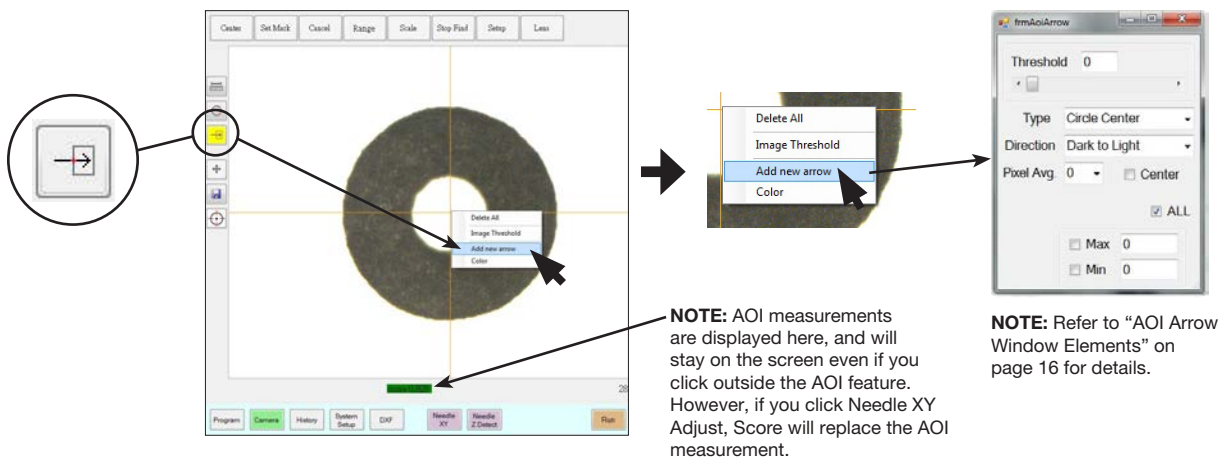 Center Set Mark Cancel Range Scale Stop Find Setup Less
Delete All
Image Threshold
Add new arrow
Color
28
Program Camera History System Setup DXF Needle XY Needle Z Detect Run
Delete All
Image Threshold
Add new arrow
Color
NOTE: AOI measurements
are displayed here, and will
stay on the screen even if you
click outside the AOI feature.
However, if you click Needle XY
Adjust, Score will replace the AOI
measurement.
frmAoiArrow
Threshold 0
Type Circle Center
Direction Dark to Light
Pixel Avg. 0 Center
ALL
Max 0
Min 0
NOTE: Refer to “AOI Arrow
Window Elements” on
page 16 for details.